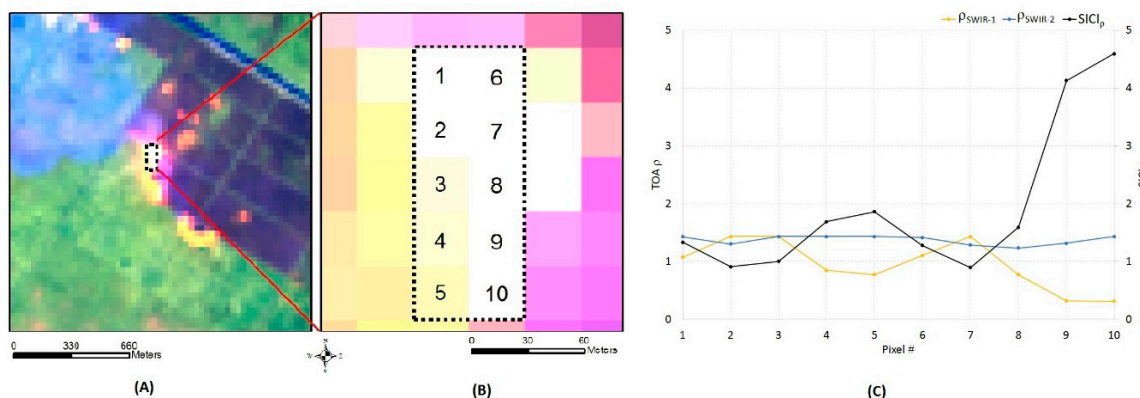 1 6
2 7
3 8
4 9
5 10
0 330 660
Meters
N
W
0 30 60
Meters
(A)
(B)
ρSWIR-1 ρSWIR-2 SICIρ
5 5
4 4
3 3
2 2
1 1
0 0
TOA ρ
1 2 3 4 5 6 7 8 9 10
Pixel #
(C)